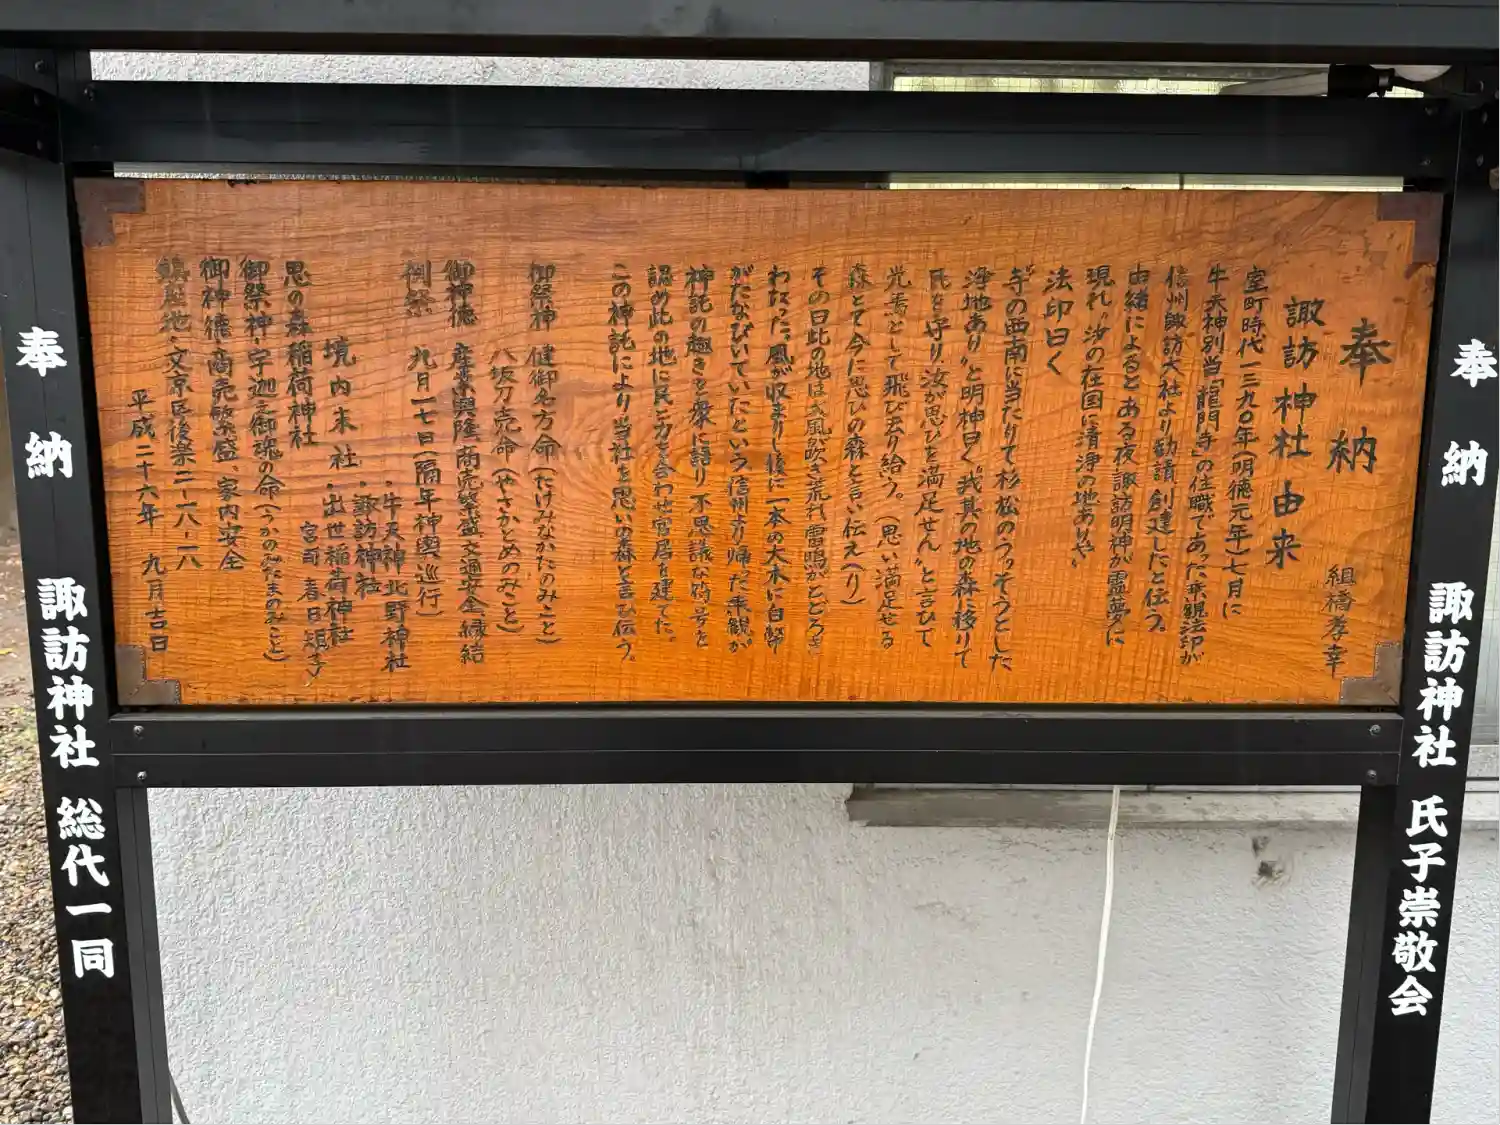 奉納 諏訪神社 氏子崇敬会
奉納
組橋孝幸
諏訪神社由来
室町時代一三九〇年(明徳元年)七月に
牛天神別当「龍門寺」の住職であった乗観法印が
信州諏訪大社より勧請創建したと伝う。
由緒によるとある夜諏訪明神が霊夢に
現れ〝汝の在国に清浄の地ありや〟
法印曰く
〝寺の西南に当たりて杉松のうっそうとした
浄地あり〟と明神曰く〝我其の地の森に移りて
氏を守り汝が思ひを満足せん〟と言ひて
光焉として飛び去り給う。(思い満足せる
森とて今に思ひの森と言い伝えへり)
その日此の地は大風吹き荒れ雷鳴がとどろき
わたった。風が収まりし後に一本の大木に白幣
がたなびいていたという信州より帰た乗観が
神託の趣きを衆に語り不思議な符号を
認め此の地に民と力を合わせ宮居を建てた。
この神託により当社を思い出森と言ひ伝う。
御祭神 健御名方命(たけみなかたのみこと)
八坂刀売命(やさかとめのみこと)
御神徳 産業興隆、商売繁盛、交通安全、縁結
例祭 九月二七日(隔年神輿巡行)
境内末社・牛天神北野神社
・諏訪神社
・出世稲荷神社
思の森稲荷神社 宮司 春日
御祭神・宇迦之御魂の命(うかのみたまのみこと)
御神徳・商売繁盛、家内安全
鎮座地・文京区後楽二-一八-一八
平成二十六年 九月吉日
奉納 諏訪神社 総代一同